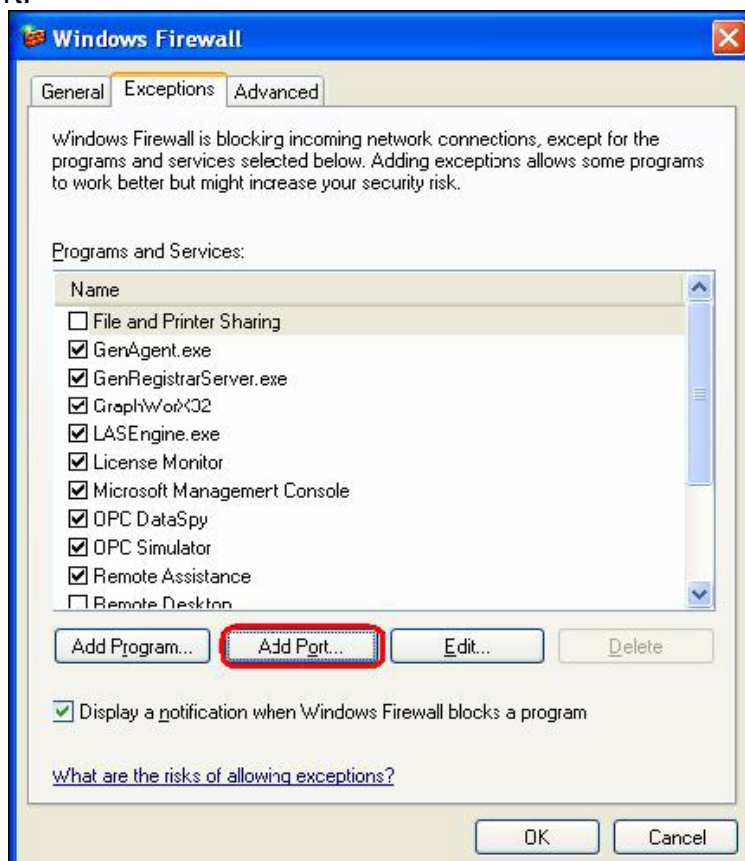 Windows Firewall
General Exceptions Advanced
Windows Firewall is blocking incoming network connections, except for the
programs and services selected below. Adding exceptions allows some programs
to work better but might increase your security risk.
Programs and Services:
Name
File and Printer Sharing
GenAgent.exe
GenRegistrarServer.exe
GraphWorX32
LASEngine.exe
License Monitor
Microsoft Management Console
OPC DataSpy
OPC Simulator
Remote Assistance
Remote Desktop
Add Program... Add Port... Edit... Delete
Display a notification when Windows Firewall blocks a program
What are the risks of allowing exceptions?
OK Cancel